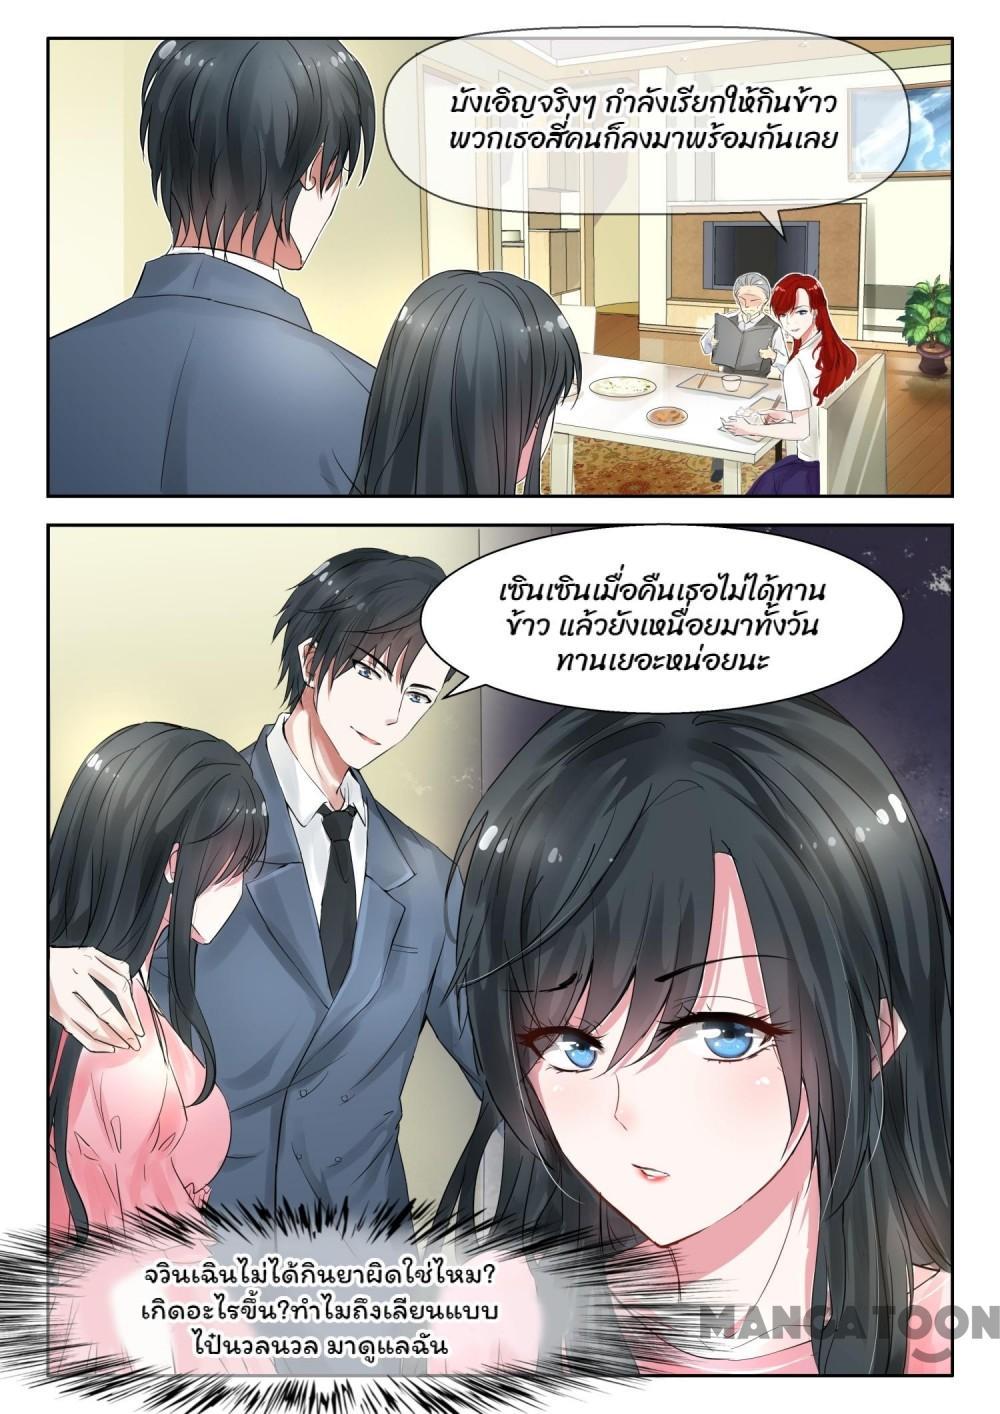 บังเอิญจริงๆ กำลังเรียกให้กินข้าว
พวกเธอสี่คนก็ลงมาพร้อมกันเลย
เซินเซินเมื่อคืนเธอไม่ได้ทาน
ข้าว แล้วยังเหนื่อยมาทั้งวัน
ทานเยอะหน่อยนะ
จวินเฉินไม่ได้กินยาผิดใช่ไหม?
เกิดอะไรขึ้น?ทำไมถึงเลียนแบบ
ไป๋นวลนวล มาดูแลฉัน
MANGATOON